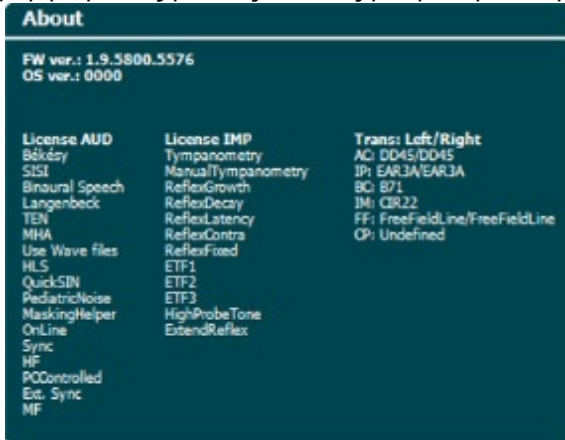 About
FW ver.: 1.9.5800.5576
OS ver.: 0000
License AUD
Békésy
SISI
Binaural Speech
Langenbeck
TEN
MHA
Use Wave files
HLS
QuickSIN
PediatricNoise
MaskingHelper
OnLine
Sync
HF
PCControlled
Ext. Sync
MF
License IMP
Tympanometry
ManualTympanometry
ReflexGrowth
ReflexDecay
ReflexLatency
ReflexContra
ReflexFixed
ETF1
ETF2
ETF3
HighProbeTone
ExtendReflex
Trans: Left/Right
AC: DD45/DD45
IP: EAR3A/EAR3A
BC: B71
IM: CIR22
FF: FreeFieldLine/FreeFieldLine
CP: Undefined